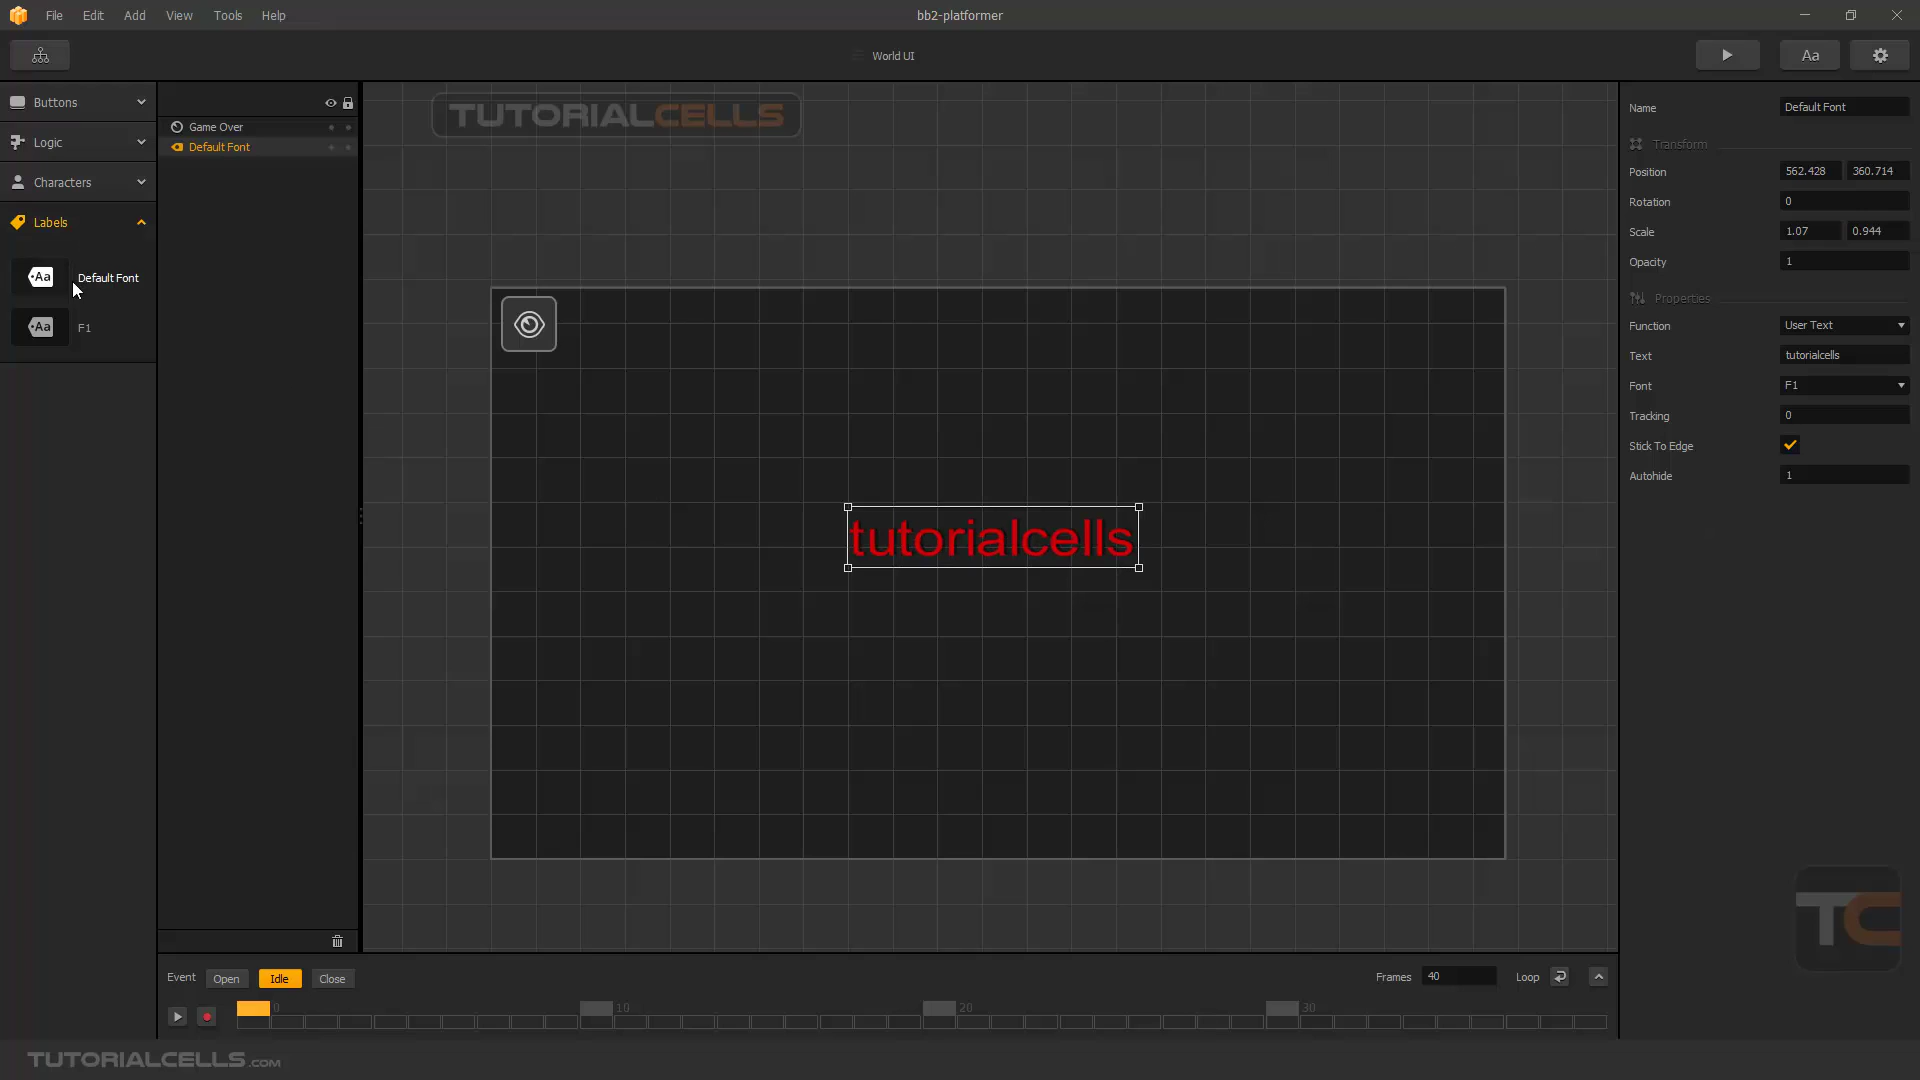 File Edit Add View Tools Help
bb2-platformer
World UI
Aa
Buttons
Logic
Characters
Labels
Aa Default Font
Aa F1
Game Over
Default Font
TUTORIALCELLS
tutorialcells
Name Default Font
Transform
Position 562.428 360.714
Rotation 0
Scale 1.07 0.944
Opacity 1
Properties
Function User Text
Text tutorialcells
Font F1
Tracking 0
Stick To Edge
Autohide 1
TC
Event Open Idle Close
Frames 40 Loop
0 10 20 30
TUTORIALCELLS.COM